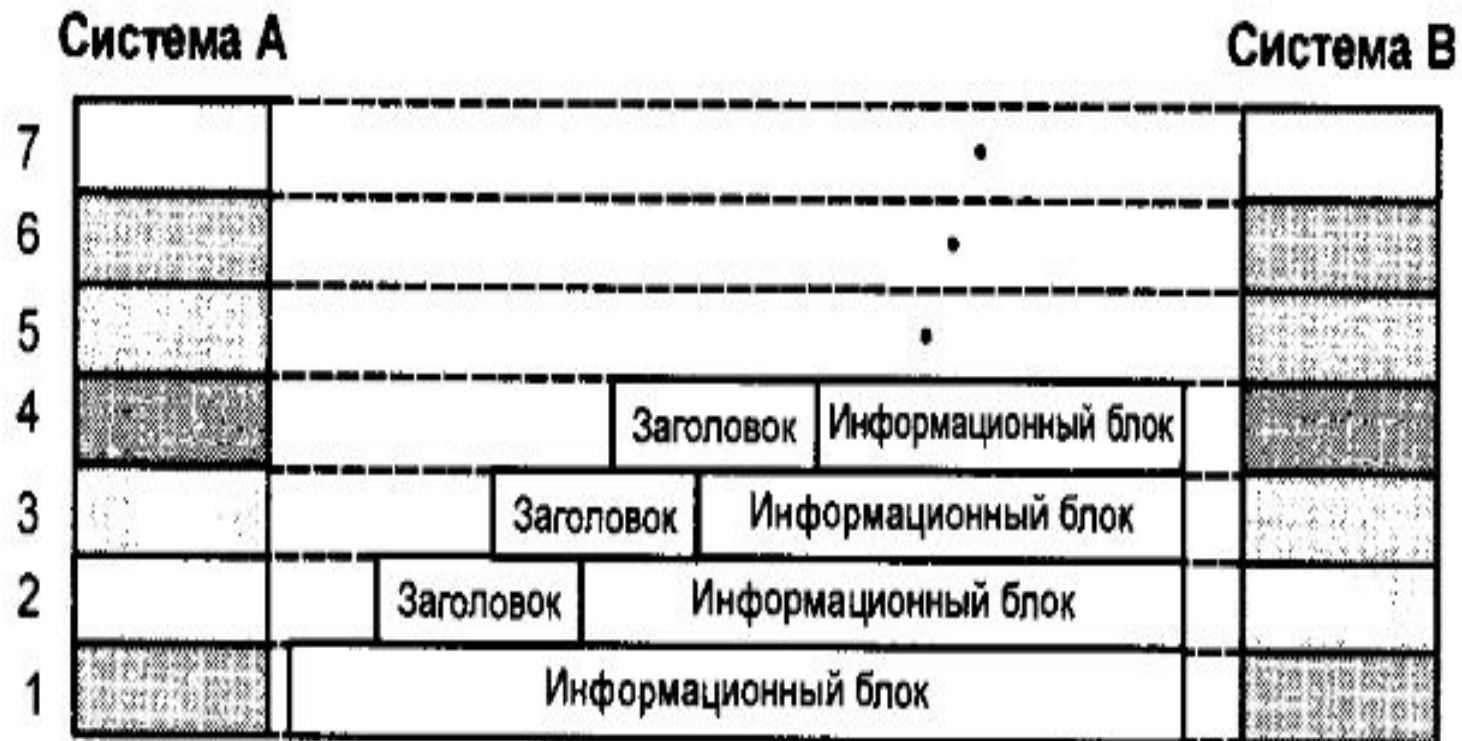 Система А
Система В
7
6
5
4 Заголовок Информационный блок
3 Заголовок Информационный блок
2 Заголовок Информационный блок
1 Информационный блок